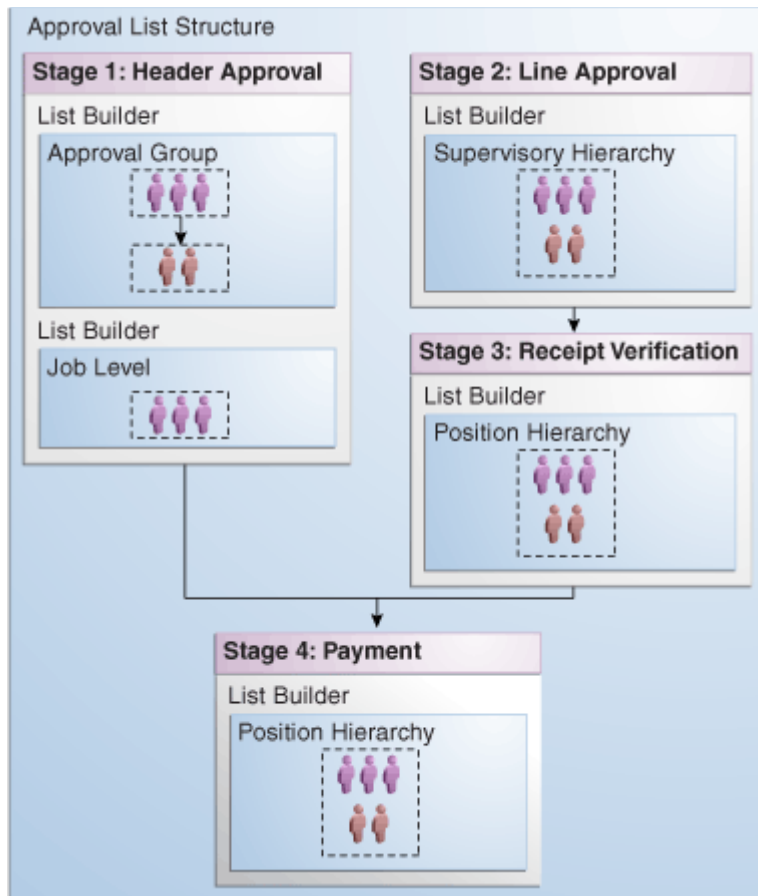 Approval List Structure
Stage 1: Header Approval
List Builder
Approval Group
List Builder
Job Level
Stage 2: Line Approval
List Builder
Supervisory Hierarchy
Stage 3: Receipt Verification
List Builder
Position Hierarchy
Stage 4: Payment
List Builder
Position Hierarchy